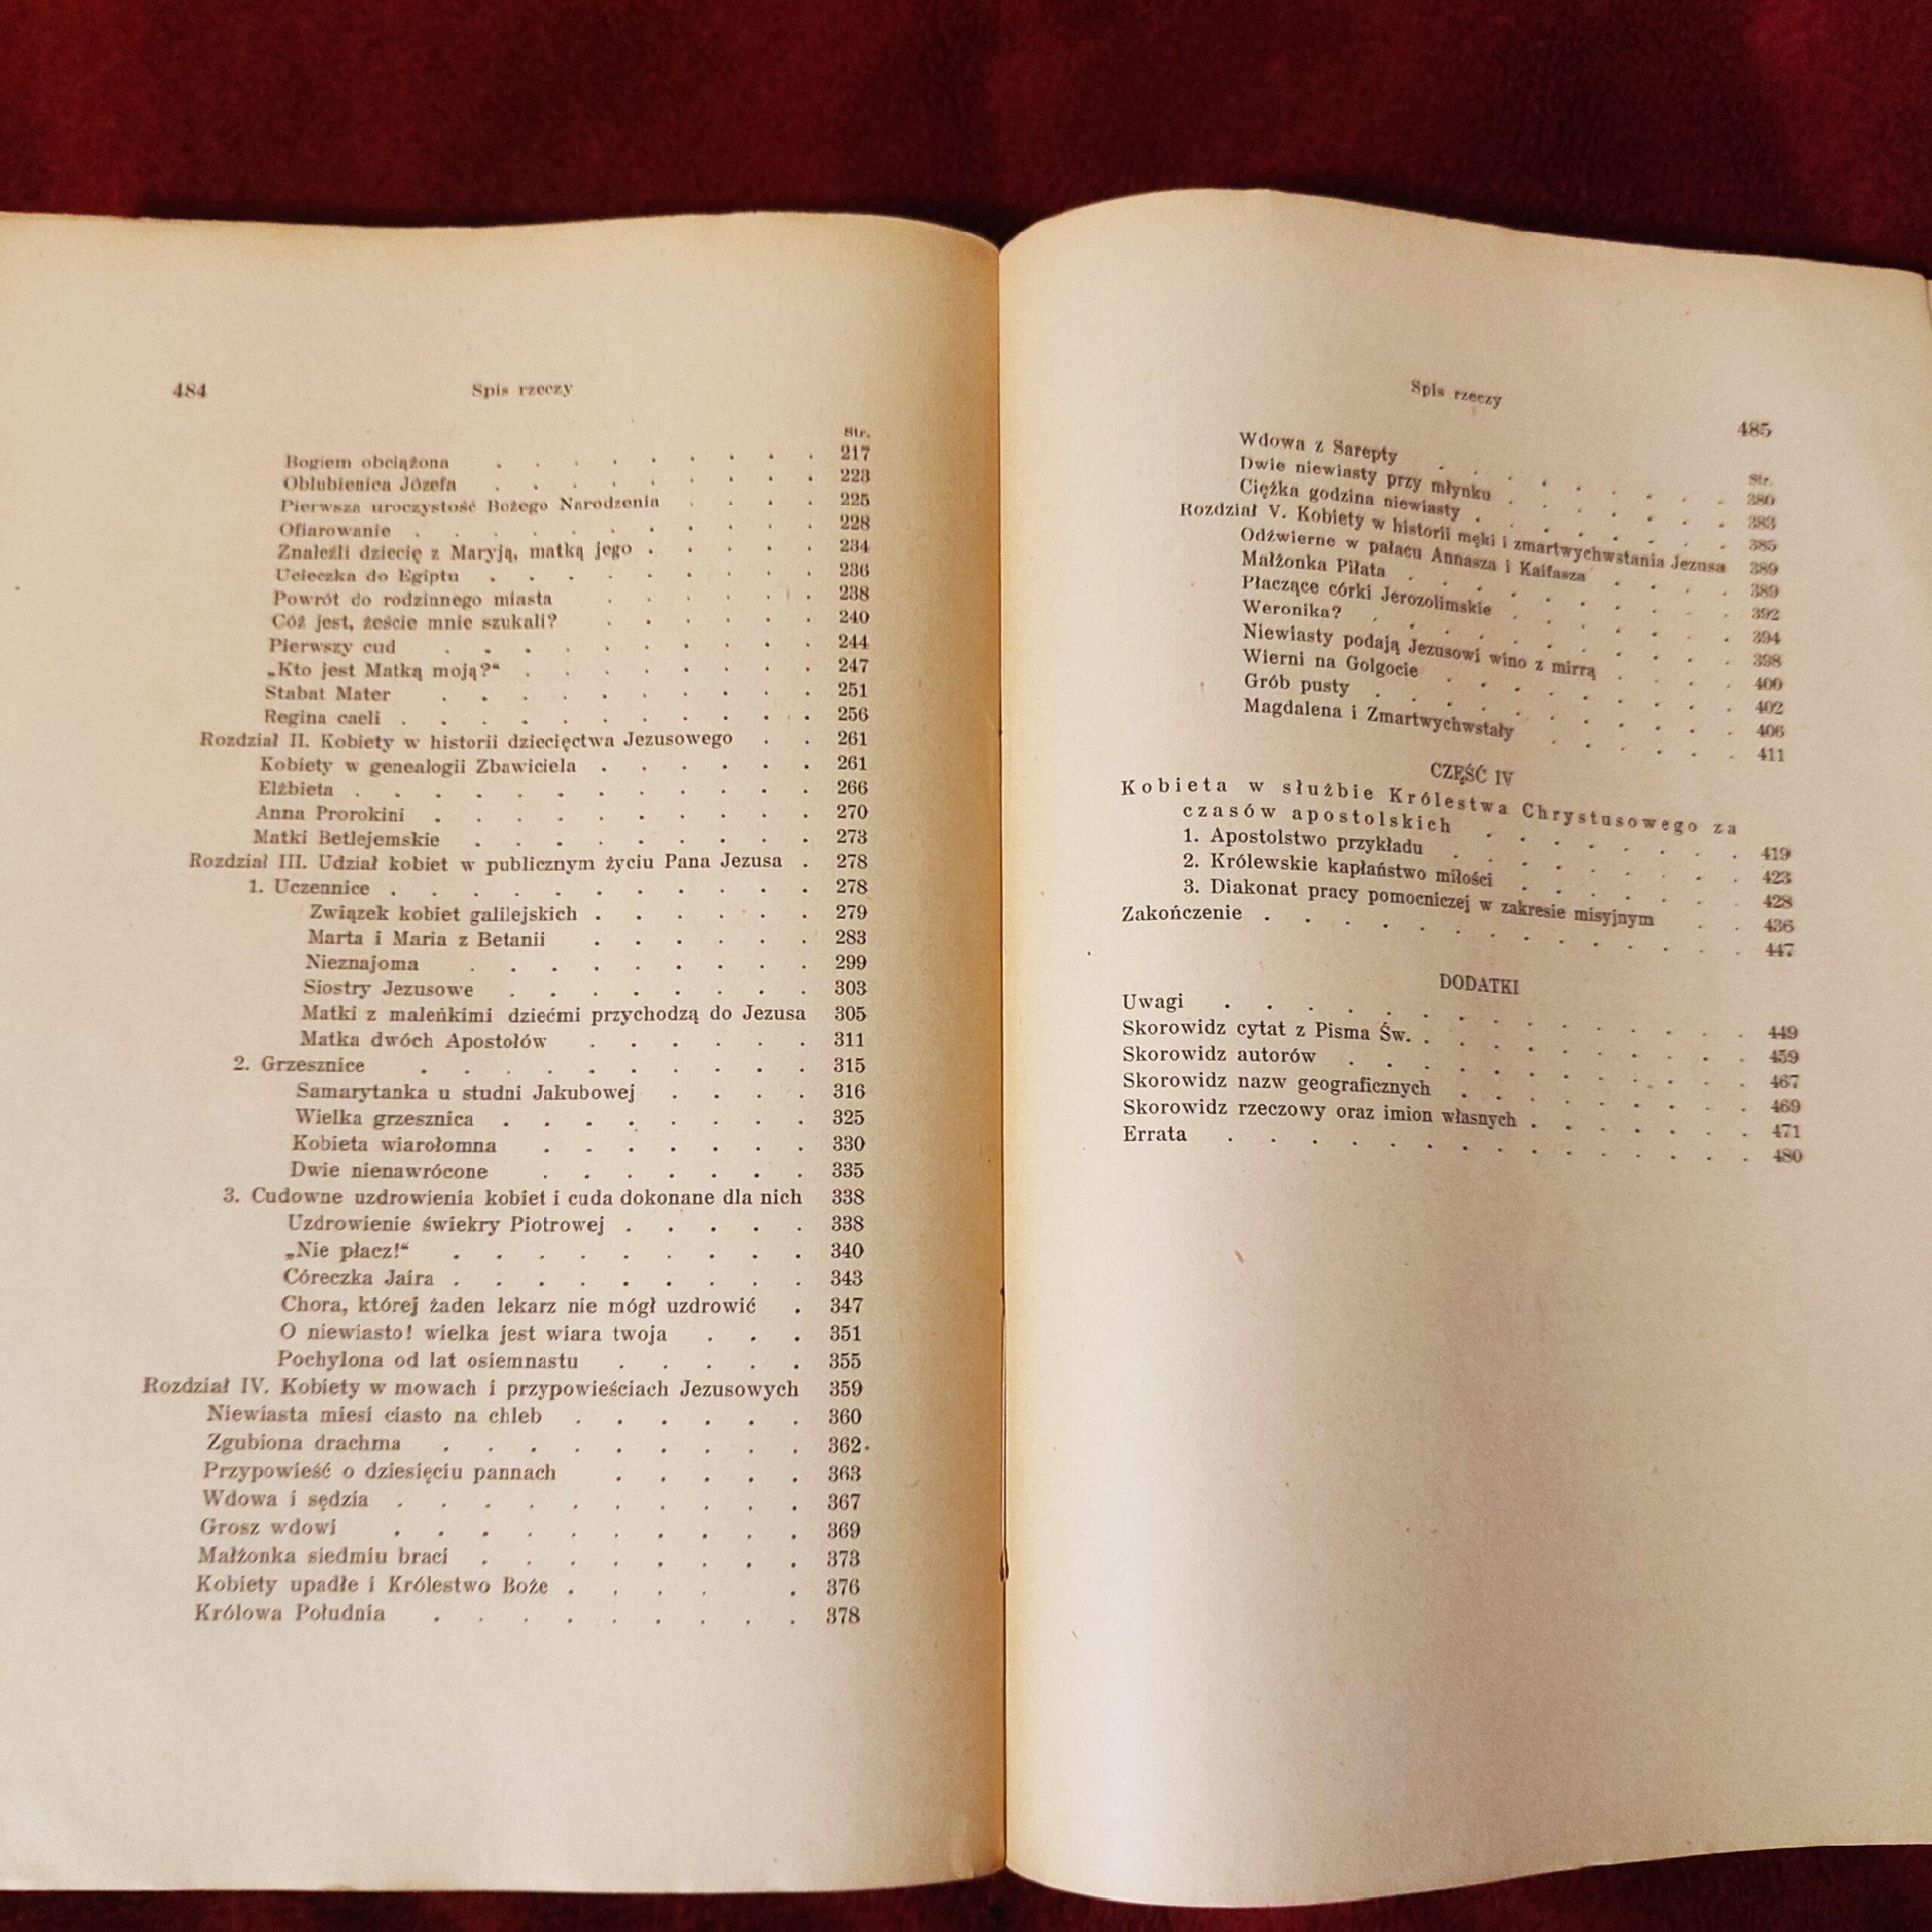 484 Spis rzeczy
Str.
Bogiem obciążona . . . . . . . . . 217
Oblubienica Józefa . . . . . . . . . 223
Pierwsza uroczystość Bożego Narodzenia . . . . 225
Ofiarowanie . . . . . . . . . . . 228
Znaleźli dziecię z Maryją, matką jego . . . . . 234
Ucieczka do Egiptu . . . . . . . . . 236
Powrót do rodzinnego miasta . . . . . . 238
Cóż jest, żeście mnie szukali? . . . . . . 240
Pierwszy cud . . . . . . . . . . 244
„Kto jest Matką moją?“ . . . . . . . . 247
Stabat Mater . . . . . . . . . . 251
Regina caeli . . . . . . . . . . . 256
Rozdział II. Kobiety w historii dziecięctwa Jezusowego . . 261
Kobiety w genealogii Zbawiciela . . . . . . 261
Elżbieta . . . . . . . . . . . . 266
Anna Prorokini . . . . . . . . . . 270
Matki Betlejemskie . . . . . . . . . 273
Rozdział III. Udział kobiet w publicznym życiu Pana Jezusa . 278
1. Uczennice . . . . . . . . . . . 278
Związek kobiet galilejskich . . . . . . 279
Marta i Maria z Betanii . . . . . . 283
Nieznajoma . . . . . . . . . 299
Siostry Jezusowe . . . . . . . . 303
Matki z maleńkimi dziećmi przychodzą do Jezusa 305
Matka dwóch Apostołów . . . . . . 311
2. Grzesznice . . . . . . . . . . 315
Samarytanka u studni Jakubowej . . . . 316
Wielka grzesznica . . . . . . . . 325
Kobieta wiarołomna . . . . . . . 330
Dwie nienawrócone . . . . . . . 335
3. Cudowne uzdrowienia kobiet i cuda dokonane dla nich 338
Uzdrowienie świekry Piotrowej . . . . . 338
„Nie płacz!“ . . . . . . . . . 340
Córeczka Jaira . . . . . . . . . 343
Chora, której żaden lekarz nie mógł uzdrowić . 347
O niewiasto! wielka jest wiara twoja . . . 351
Pochylona od lat osiemnastu . . . . . 355
Rozdział IV. Kobiety w mowach i przypowieściach Jezusowych 359
Niewiasta miesi ciasto na chleb . . . . . . 360
Zgubiona drachma . . . . . . . . . 362
Przypowieść o dziesięciu pannach . . . . . 363
Wdowa i sędzia . . . . . . . . . . 367
Grosz wdowi . . . . . . . . . . 369
Małżonka siedmiu braci . . . . . . . . 373
Kobiety upadłe i Królestwo Boże . . . . . 376
Królowa Południa . . . . . . . . . 378
Spis rzeczy 485
Str.
Wdowa z Sarepty . . . . . . . . 380
Dwie niewiasty przy młynku . . . . . . 383
Ciężka godzina niewiasty . . . . . . . 385
Rozdział V. Kobiety w historii męki i zmartwychwstania Jezusa 389
Odźwierne w pałacu Annasza i Kaifasza . . . . 389
Małżonka Piłata . . . . . . . . . 392
Płaczące córki Jerozolimskie . . . . . . 394
Weronika? . . . . . . . . . . 398
Niewiasty podają Jezusowi wino z mirrą . . . . 400
Wierni na Golgocie . . . . . . . . 402
Grób pusty . . . . . . . . . . 406
Magdalena i Zmartwychwstały . . . . . 411
CZĘŚĆ IV
Kobieta w służbie Królestwa Chrystusowego za
czasów apostolskich . . . . . . . 419
1. Apostolstwo przykładu . . . . . . . . 423
2. Królewskie kapłaństwo miłości . . . . . . 428
3. Diakonat pracy pomocniczej w zakresie misyjnym . . 436
Zakończenie . . . . . . . . . . . . . 447
DODATKI
Uwagi . . . . . . . . . . . . . . 449
Skorowidz cytat z Pisma Św. . . . . . . . . . 459
Skorowidz autorów . . . . . . . . . . . 467
Skorowidz nazw geograficznych . . . . . . . . 469
Skorowidz rzeczowy oraz imion własnych . . . . . . 471
Errata . . . . . . . . . . . . . . 480